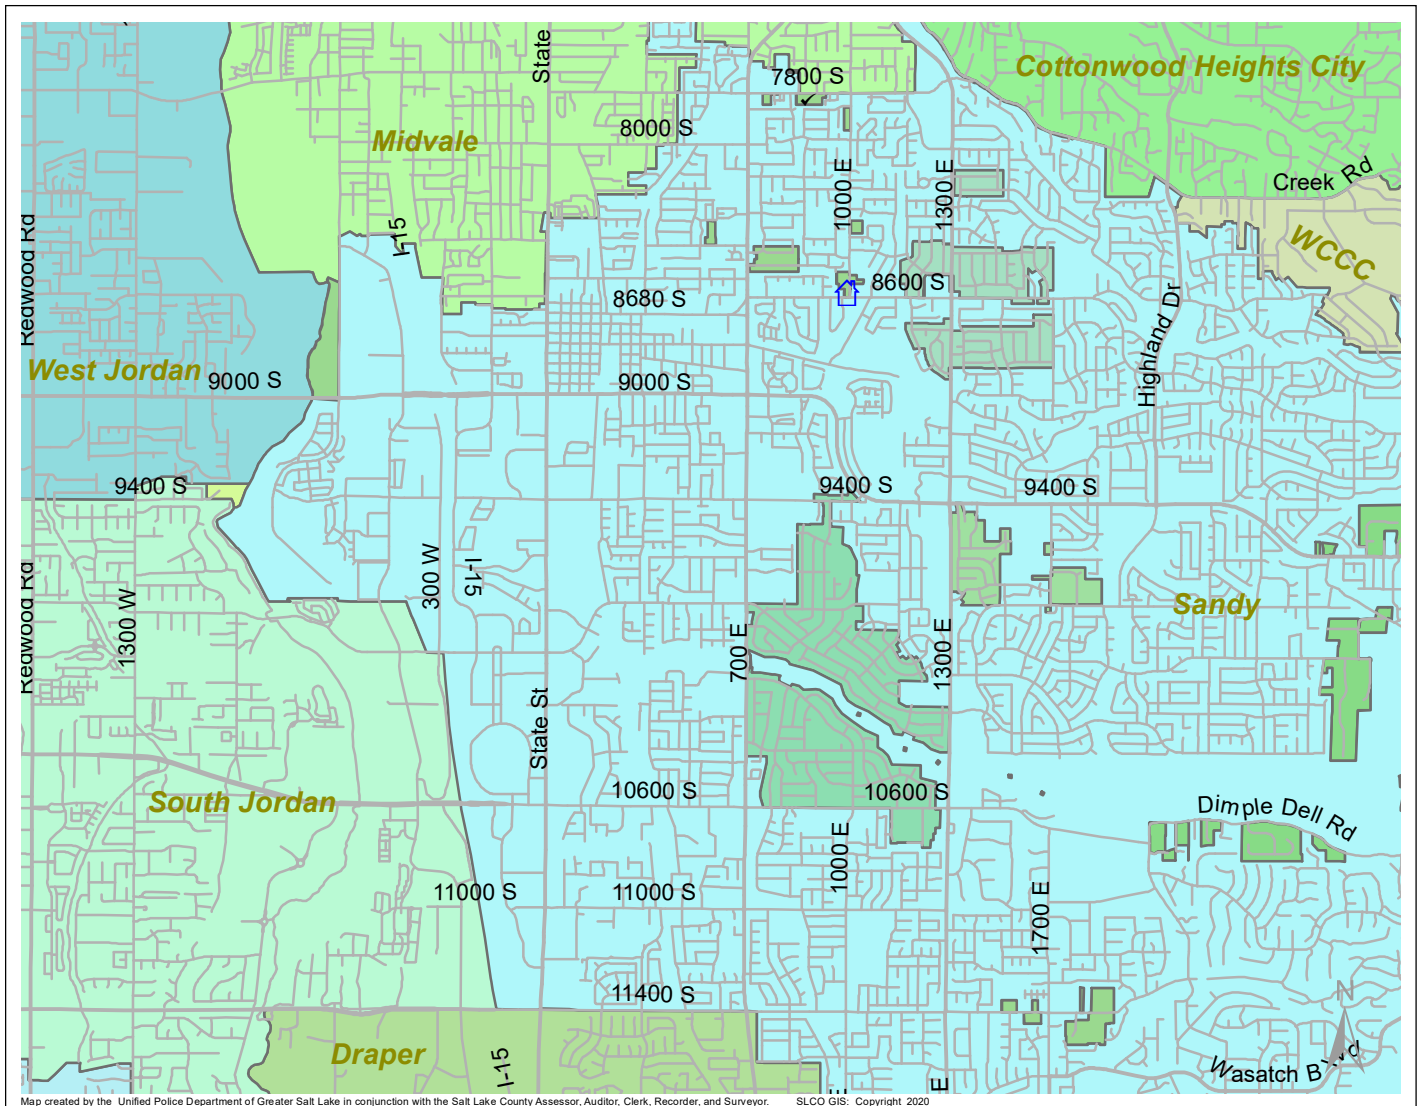 State
7800 S
Cottonwood Heights City
Midvale
8000 S
1000 E
1300 E
Creek Rd
Redwood Rd
I-15
WCCC
8680 S
8600 S
Highland Dr
West Jordan
9000 S
9000 S
9400 S
9400 S
9400 S
300 W
I-15
Redwood Rd
1300 W
700 E
1300 E
Sandy
State St
South Jordan
10600 S
10600 S
Dimple Dell Rd
1000 E
11000 S
11000 S
1700 E
11400 S
N
Draper
I-15
E
E
Wasatch Blvd
Map created by the Unified Police Department of Greater Salt Lake in conjunction with the Salt Lake County Assessor, Auditor, Clerk, Recorder, and Surveyor. SLCO GIS: Copyright 2020